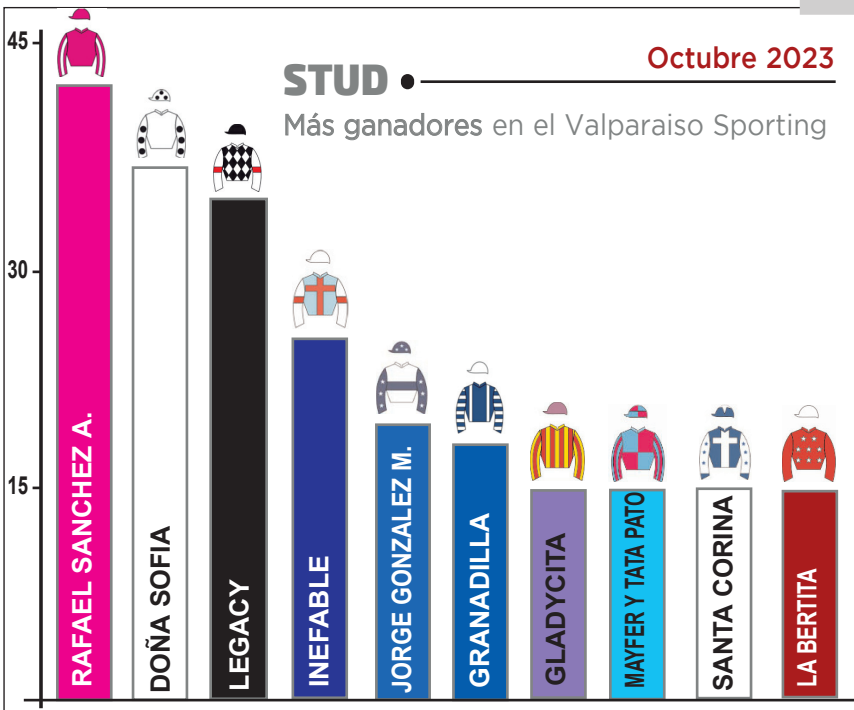 Octubre 2023
STUD
Más ganadores en el Valparaiso Sporting
45
30
15
RAFAEL SANCHEZ A.
DOÑA SOFIA
LEGACY
INEFABLE
JORGE GONZALEZ M.
GRANADILLA
GLADYCITA
MAYFER Y TATA PATO
SANTA CORINA
LA BERTITA